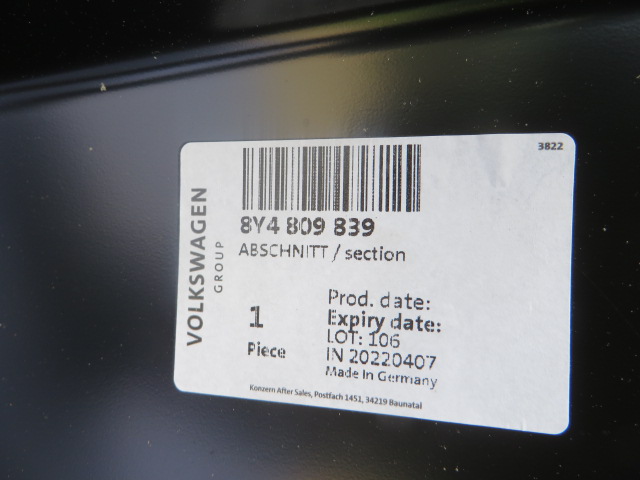 3822
VOLKSWAGEN
GROUP
8Y4 809 839
ABSCHNITT / section
1
Piece
Prod. date:
Expiry date:
LOT: 106
IN 20220407
Made In Germany
Konzern After Sales, Postfach 1451, 34219 Baunatal